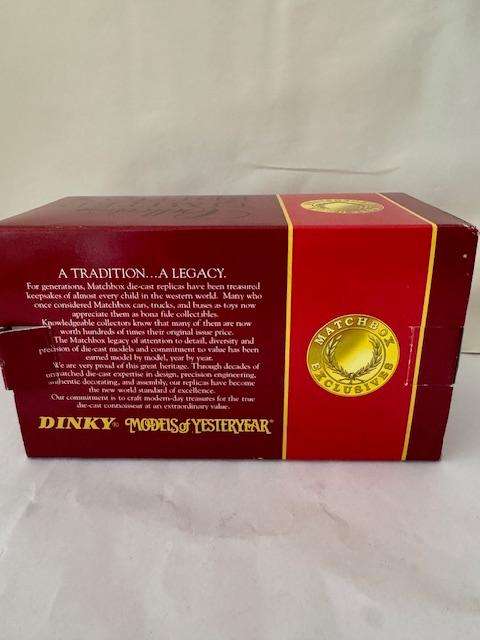 A TRADITION...A LEGACY.
For generations, Matchbox die-cast replicas have been treasured
keepsakes of almost every child in the western world. Many who
once considered Matchbox cars, trucks, and buses as toys now
appreciate them as bona fide collectibles.
Knowledgeable collectors know that many of them are now
worth hundreds of times their original issue price.
The Matchbox legacy of attention to detail, diversity and
precision of die-cast models and commitment to value has been
earned model by model, year by year.
We are very proud of this great heritage. Through decades of
unmatched die-cast expertise in design, precision engineering,
authentic decorating, and assembly, our replicas have become
the new world standard of excellence.
Our commitment is to craft modern-day treasures for the true
die-cast connoisseur at an extraordinary value.
DINKY® MODELS of YESTERYEAR®
MATCHBOX
EXCLUSIVES